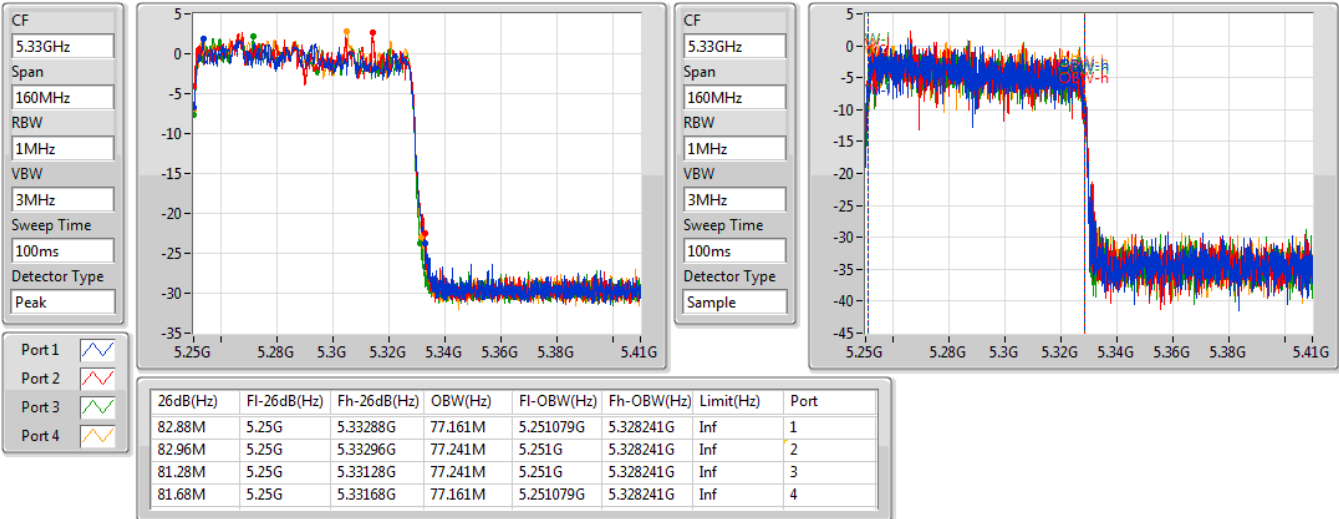 CF
5.33GHz
Span
160MHz
RBW
1MHz
VBW
3MHz
Sweep Time
100ms
Detector Type
Peak
5
0
-5
-10
-15
-20
-25
-30
-35
5.25G 5.28G 5.3G 5.32G 5.34G 5.36G 5.38G 5.41G
CF
5.33GHz
Span
160MHz
RBW
1MHz
VBW
3MHz
Sweep Time
100ms
Detector Type
Sample
5
0
-5
-10
-15
-20
-25
-30
-35
-40
-45
OBW-h
5.25G 5.28G 5.3G 5.32G 5.34G 5.36G 5.38G 5.41G
Port 1
Port 2
Port 3
Port 4
26dB(Hz) Fl-26dB(Hz) Fh-26dB(Hz) OBW(Hz) Fl-OBW(Hz) Fh-OBW(Hz) Limit(Hz) Port
82.88M 5.25G 5.33288G 77.161M 5.251079G 5.328241G Inf 1
82.96M 5.25G 5.33296G 77.241M 5.251G 5.328241G Inf 2
81.28M 5.25G 5.33128G 77.241M 5.251G 5.328241G Inf 3
81.68M 5.25G 5.33168G 77.161M 5.251079G 5.328241G Inf 4